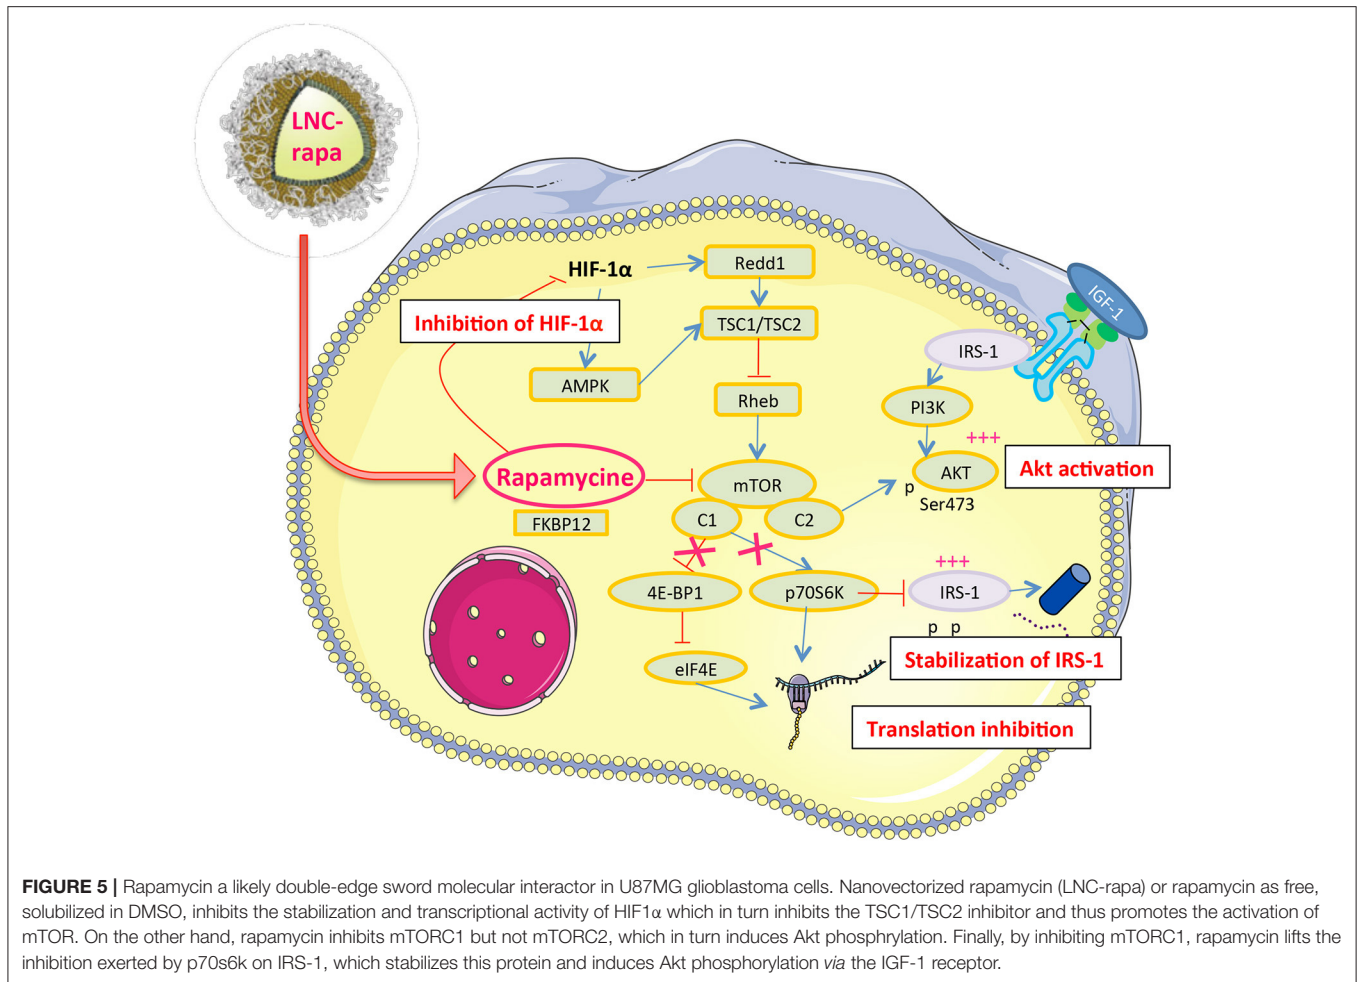 LNC-
rapa
HIF-1α
Redd1
Inhibition of HIF-1α
TSC1/TSC2
IGF-1
IRS-1
AMPK
Rheb
PI3K
+++
Rapamycine
mTOR
AKT
Akt activation
p
Ser473
FKBP12
C1
C2
+++
4E-BP1
p70S6K
IRS-1
p p
Stabilization of IRS-1
eIF4E
Translation inhibition
FIGURE 5 | Rapamycin a likely double-edge sword molecular interactor in U87MG glioblastoma cells. Nanovectorized rapamycin (LNC-rapa) or rapamycin as free,
solubilized in DMSO, inhibits the stabilization and transcriptional activity of HIF1α which in turn inhibits the TSC1/TSC2 inhibitor and thus promotes the activation of
mTOR. On the other hand, rapamycin inhibits mTORC1 but not mTORC2, which in turn induces Akt phosphrylation. Finally, by inhibiting mTORC1, rapamycin lifts the
inhibition exerted by p70s6k on IRS-1, which stabilizes this protein and induces Akt phosphorylation via the IGF-1 receptor.